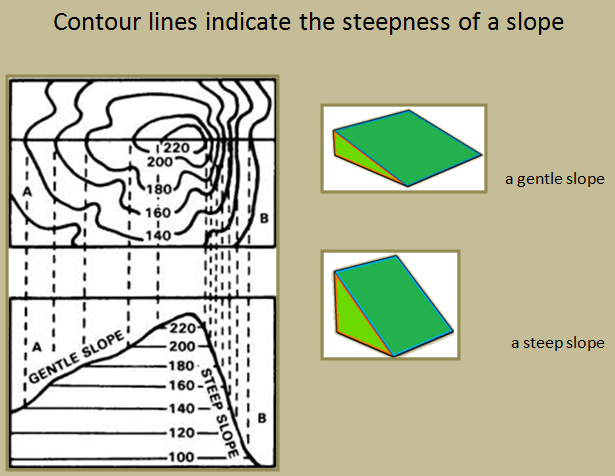 Contour lines indicate the steepness of a slope
220
200
180
160
140
A
B
a gentle slope
a steep slope
A
GENTLE SLOPE
STEEP SLOPE
B
220
200
180
160
140
120
100